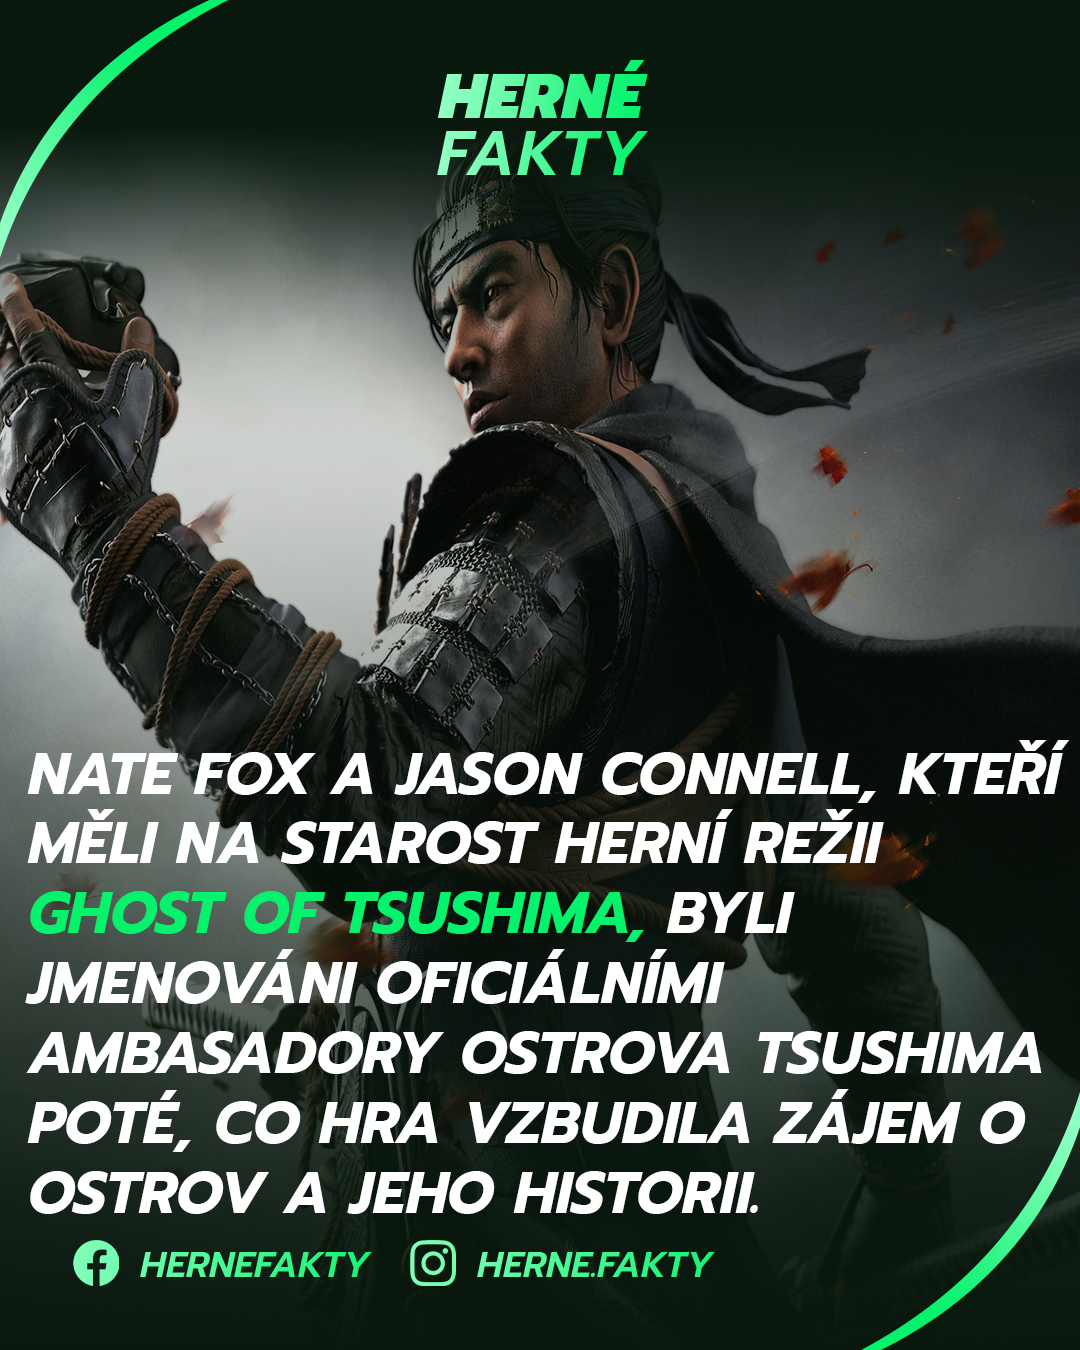 HERNÉ
FAKTY
NATE FOX A JASON CONNELL, KTEŘÍ
MĚLI NA STAROST HERNÍ REŽII
GHOST OF TSUSHIMA, BYLI
JMENOVÁNI OFICIÁLNÍMI
AMBASADORY OSTROVA TSUSHIMA
POTÉ, CO HRA VZBUDILA ZÁJEM O
OSTROV A JEHO HISTORII.
HERNEFAKTY HERNE.FAKTY